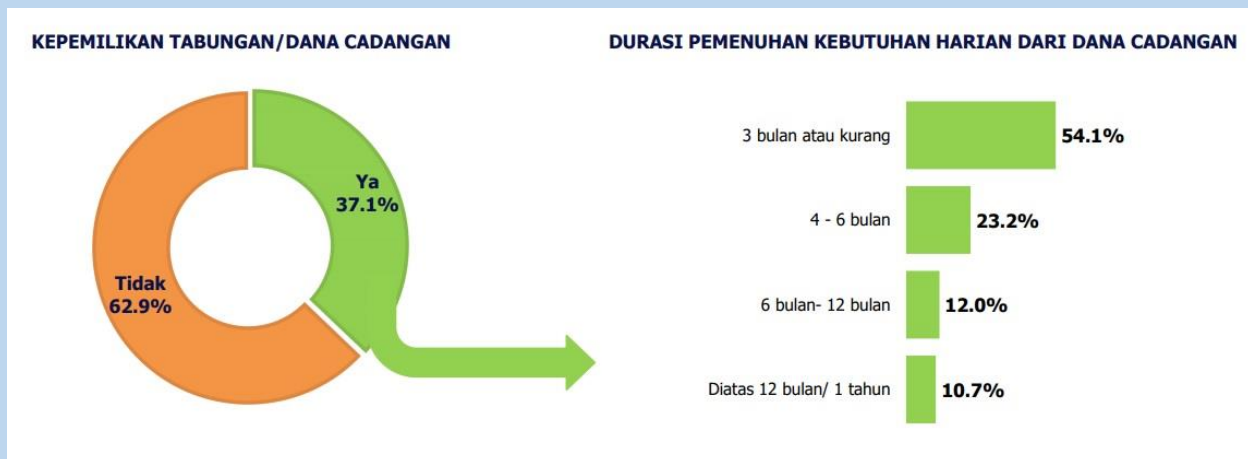 KEPEMILIKAN TABUNGAN/DANA CADANGAN
Ya
37.1%
Tidak
62.9%
DURASI PEMENUHAN KEBUTUHAN HARIAN DARI DANA CADANGAN
3 bulan atau kurang 54.1%
4 - 6 bulan 23.2%
6 bulan- 12 bulan 12.0%
Diatas 12 bulan/ 1 tahun 10.7%